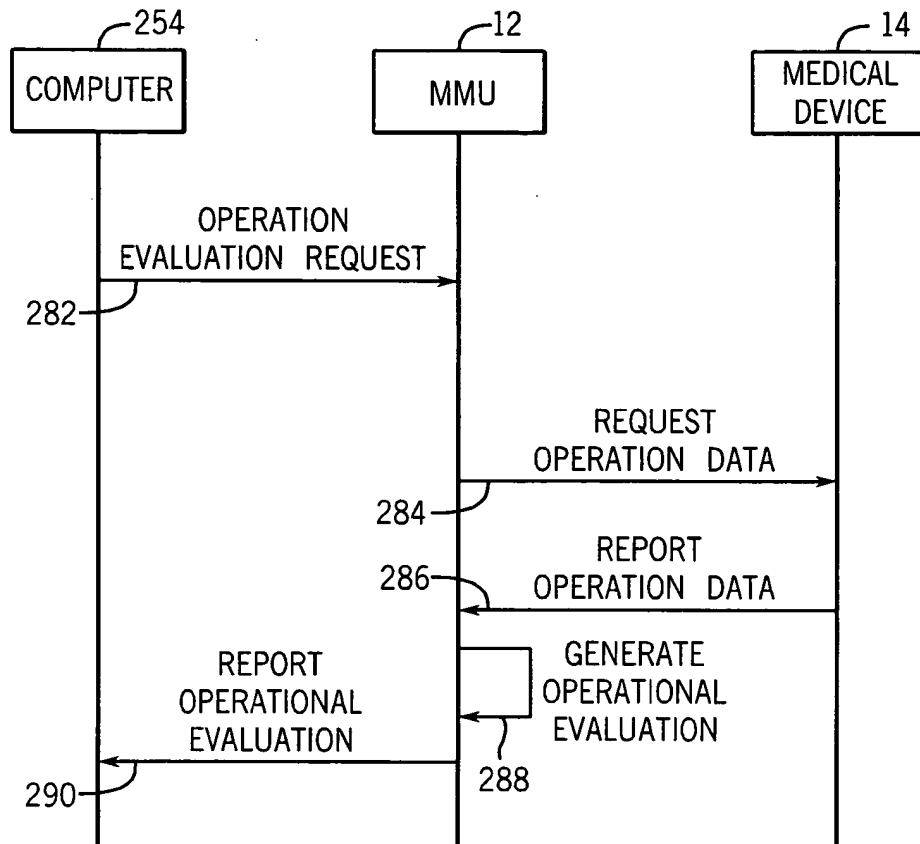 254
12
14
COMPUTER
MMU
MEDICAL
DEVICE
OPERATION
EVALUATION REQUEST
282
REQUEST
OPERATION DATA
284
REPORT
OPERATION DATA
286
GENERATE
OPERATIONAL
EVALUATION
288
REPORT
OPERATIONAL
EVALUATION
290